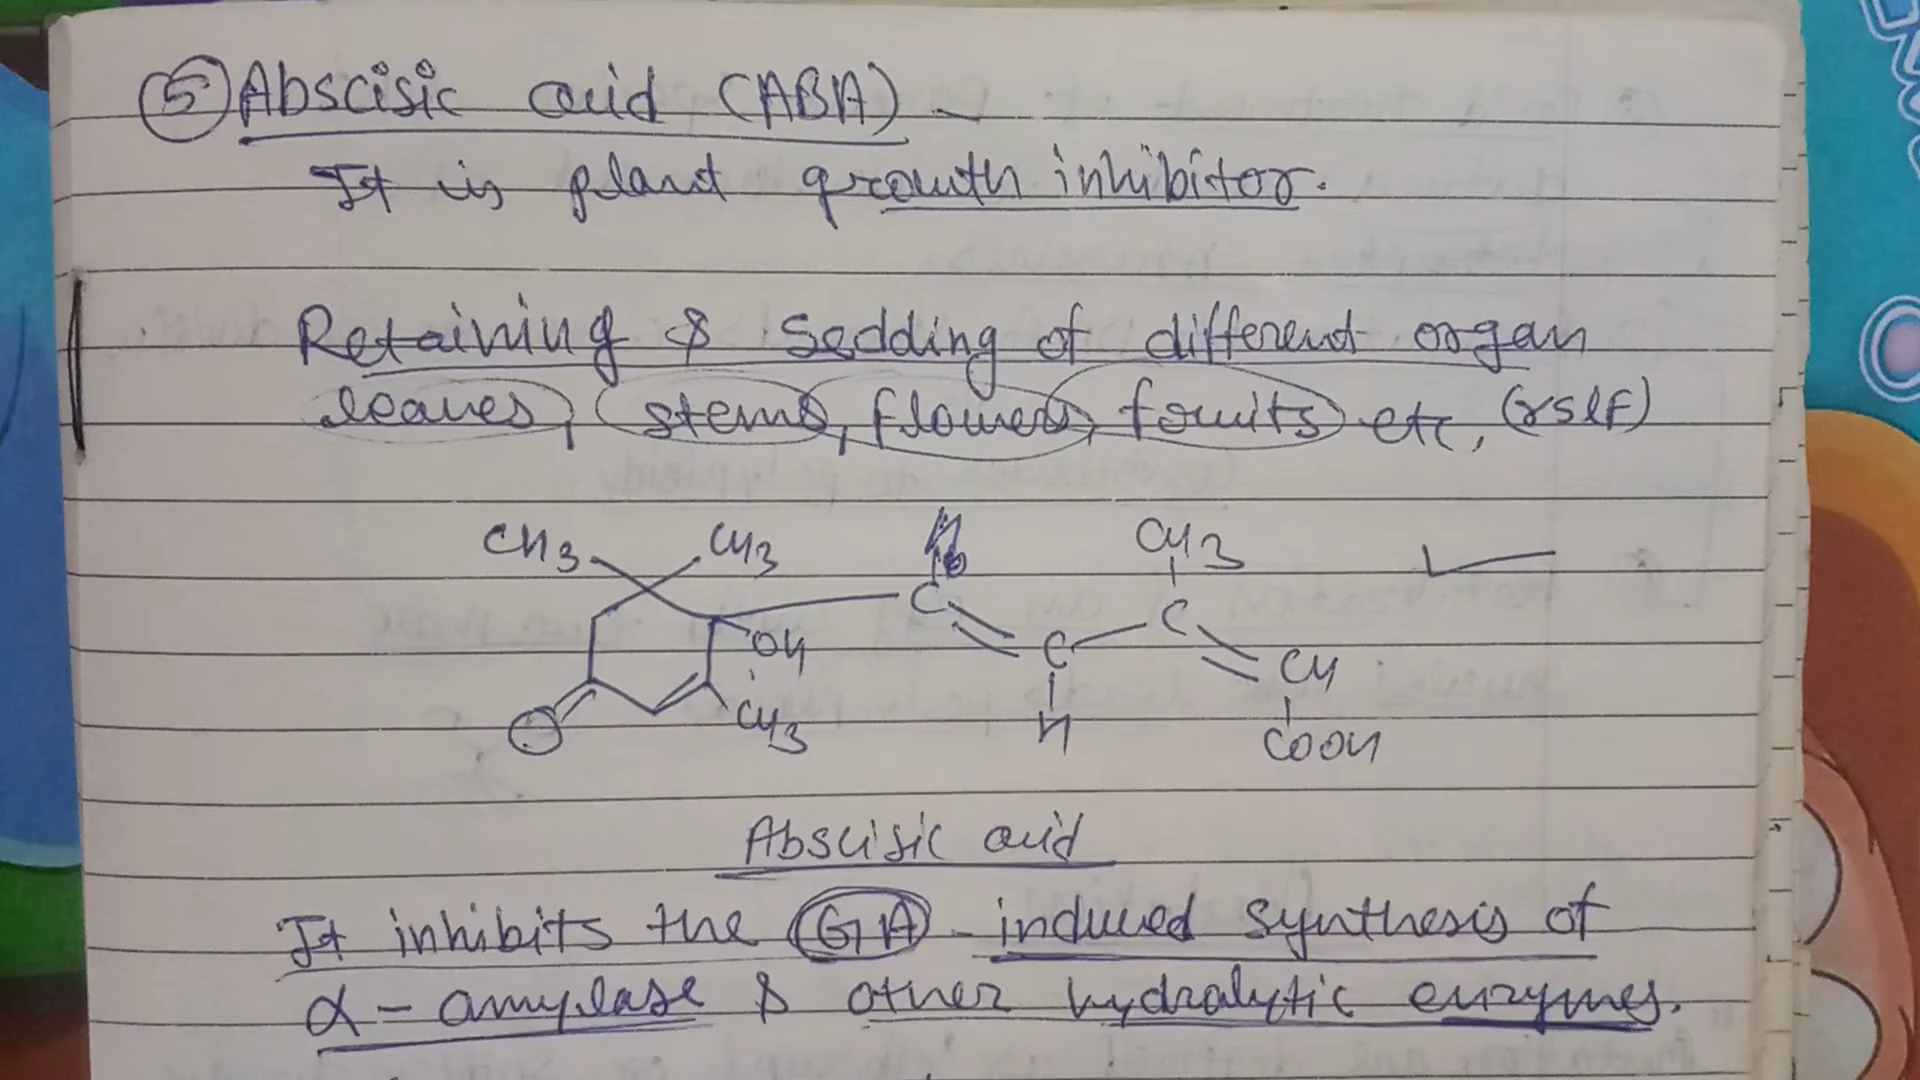 ⑤ Abscisic acid (ABA) -
It is plant growth inhibitor.
Retaining & Sedding of different organ
leaves, stems, flowers, fruits etc, (rslF)
CH3 CH3 H CH3
C C
OH C CH
O CH3 H COOH
Abscisic acid
It inhibits the GA - induced synthesis of
α - amylase & other hydralytic enzymes.